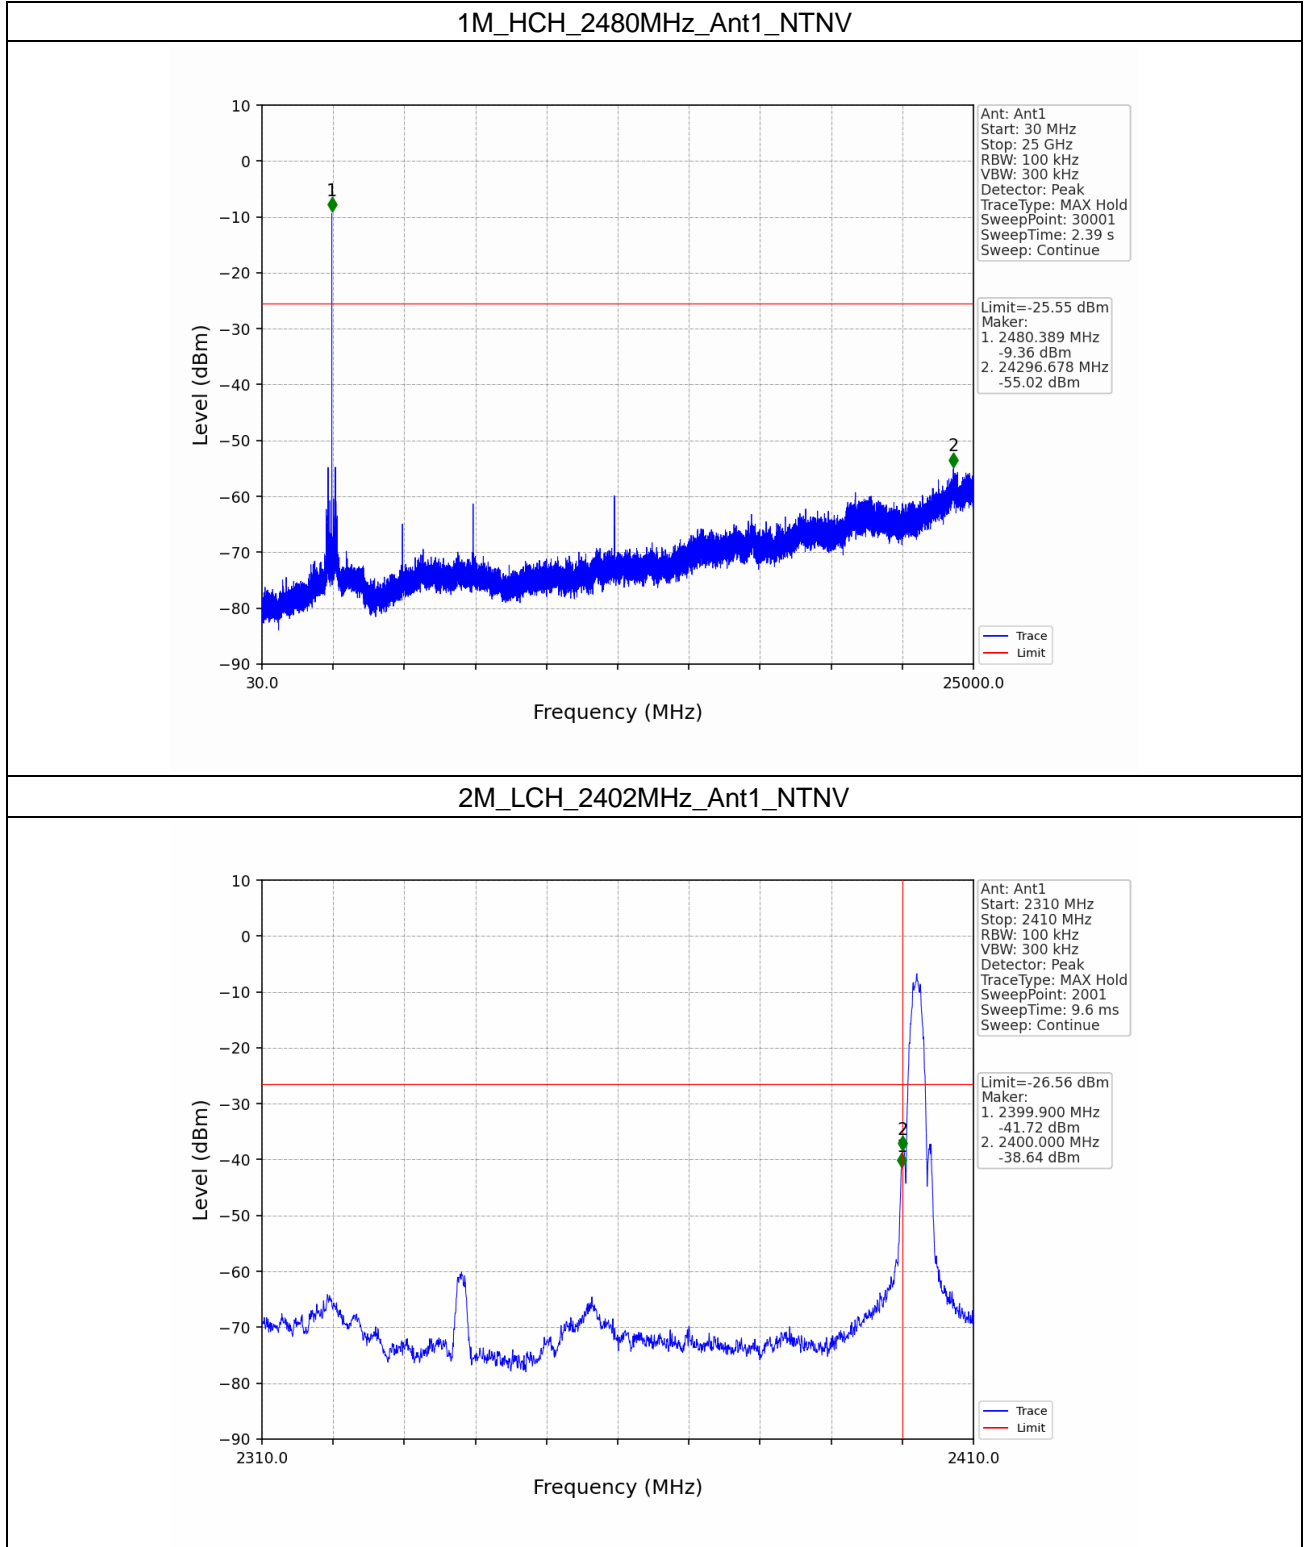 1M_HCH_2480MHz_Ant1_NTNV
10
0
−10
−20
−30
−40
−50
−60
−70
−80
−90
Level (dBm)
1
2
30.0
25000.0
Frequency (MHz)
Ant: Ant1
Start: 30 MHz
Stop: 25 GHz
RBW: 100 kHz
VBW: 300 kHz
Detector: Peak
TraceType: MAX Hold
SweepPoint: 30001
SweepTime: 2.39 s
Sweep: Continue
Limit=-25.55 dBm
Maker:
1. 2480.389 MHz
-9.36 dBm
2. 24296.678 MHz
-55.02 dBm
Trace
Limit
2M_LCH_2402MHz_Ant1_NTNV
10
0
−10
−20
−30
−40
−50
−60
−70
−80
−90
Level (dBm)
2
2310.0
2410.0
Frequency (MHz)
Ant: Ant1
Start: 2310 MHz
Stop: 2410 MHz
RBW: 100 kHz
VBW: 300 kHz
Detector: Peak
TraceType: MAX Hold
SweepPoint: 2001
SweepTime: 9.6 ms
Sweep: Continue
Limit=-26.56 dBm
Maker:
1. 2399.900 MHz
-41.72 dBm
2. 2400.000 MHz
-38.64 dBm
Trace
Limit